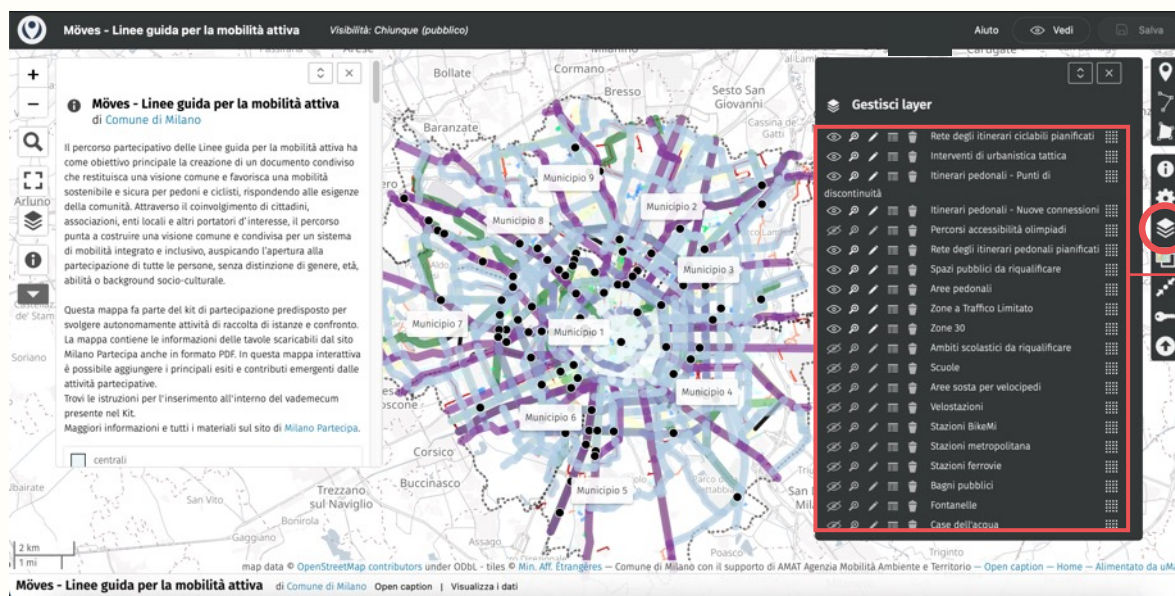 Möves - Linee guida per la mobilità attiva
Visibilità: Chiunque (pubblico)
Aiuto
Vedi
Salva
Möves - Linee guida per la mobilità attiva
di Comune di Milano
Il percorso partecipativo delle Linee guida per la mobilità attiva ha
come obiettivo principale la creazione di un documento condiviso
che restituisca una visione comune e favorisca una mobilità
sostenibile e sicura per pedoni e ciclisti, rispondendo alle esigenze
della comunità. Attraverso il coinvolgimento di cittadini,
associazioni, enti locali e altri portatori d'interesse, il percorso
punta a costruire una visione comune e condivisa per un sistema
di mobilità integrato e inclusivo, auspicando l'apertura alla
partecipazione di tutte le persone, senza distinzione di genere, età,
abilità o background socio-culturale.
Questa mappa fa parte del kit di partecipazione predisposto per
svolgere autonomamente attività di raccolta di istanze e confronto.
La mappa contiene le informazioni delle tavole scaricabili dal sito
Milano Partecipa anche in formato PDF. In questa mappa interattiva
è possibile aggiungere i principali esiti e contributi emergenti dalle
attività partecipative.
Trovi le istruzioni per l'inserimento all'interno del vademecum
presente nel Kit.
Maggiori informazioni e tutti i materiali sul sito di Milano Partecipa.
centrali
Arluno
de' Stam
Soriano
Bollate
Cormano
Bresso
Sesto San
Giovanni
Cassina de'
Gatti
Carugate
Baranzate
Municipio 9
Municipio 2
Municipio 8
Municipio 3
Municipio 7
Municipio 1
Municipio 4
Municipio 6
Municipio 5
Corsico
Buccinasco
Trezzano
sul Naviglio
San Vito
Bonirola
Gaggiano
Assago
Poasco
Triginto
Gestisci layer
Rete degli itinerari ciclabili pianificati
Interventi di urbanistica tattica
Itinerari pedonali - Punti di
discontinuità
Itinerari pedonali - Nuove connessioni
Percorsi accessibilità olimpiadi
Rete degli itinerari pedonali pianificati
Spazi pubblici da riqualificare
Aree pedonali
Zone a Traffico Limitato
Zone 30
Ambiti scolastici da riqualificare
Scuole
Aree sosta per velocipedi
Velostazioni
Stazioni BikeMi
Stazioni metropolitana
Stazioni ferrovie
Bagni pubblici
Fontanelle
Case dell'acqua
2 km
1 mi
map data © OpenStreetMap contributors under ODbL - tiles © Min. Aff. Étrangères — Comune di Milano con il supporto di AMAT Agenzia Mobilità Ambiente e Territorio — Open caption — Home — Alimentato da uMa
Möves - Linee guida per la mobilità attiva di Comune di Milano Open caption | Visualizza i dati